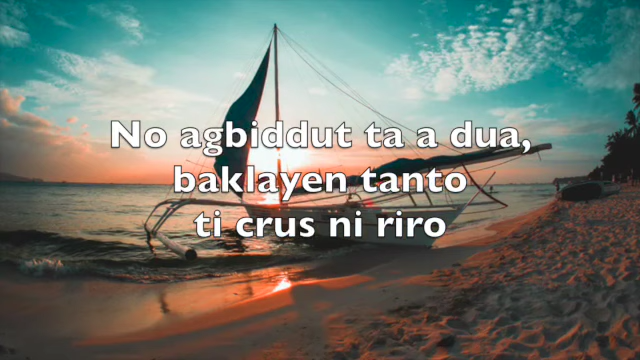 No agbiddut ta a dua,
baklayen tanto
ti crus ni riro